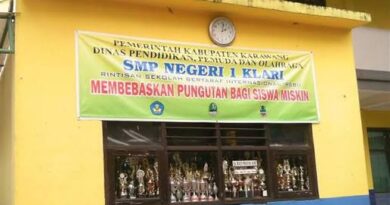 PEMERINTAH KABUPATEN KARAWANG
DINAS PENDIDIKAN, PEMUDA DAN OLAHRAGA
SMP NEGERI 1 KLARI
RINTISAN SEKOLAH BERTARAF INTERNASIONAL (RSBI)
MEMBEBASKAN PUNGUTAN BAGI SISWA MISKIN